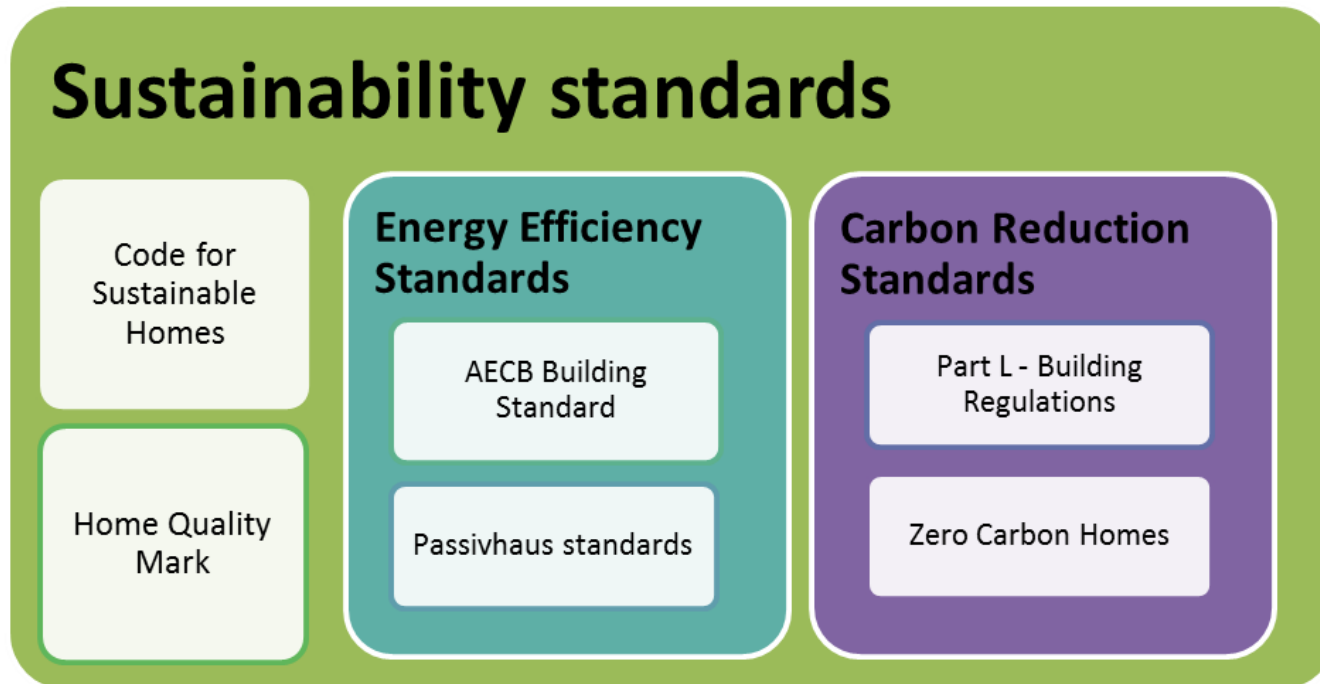 Sustainability standards
Code for
Sustainable
Homes
Home Quality
Mark
Energy Efficiency
Standards
AECB Building
Standard
Passivhaus standards
Carbon Reduction
Standards
Part L - Building
Regulations
Zero Carbon Homes